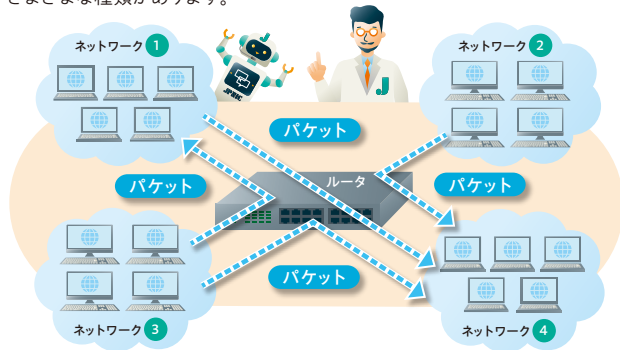 さまざまな種類があります。
ネットワーク 1
ネットワーク 2
JPNIC
J
パケット
パケット
ルータ
パケット
パケット
ネットワーク 3
ネットワーク 4